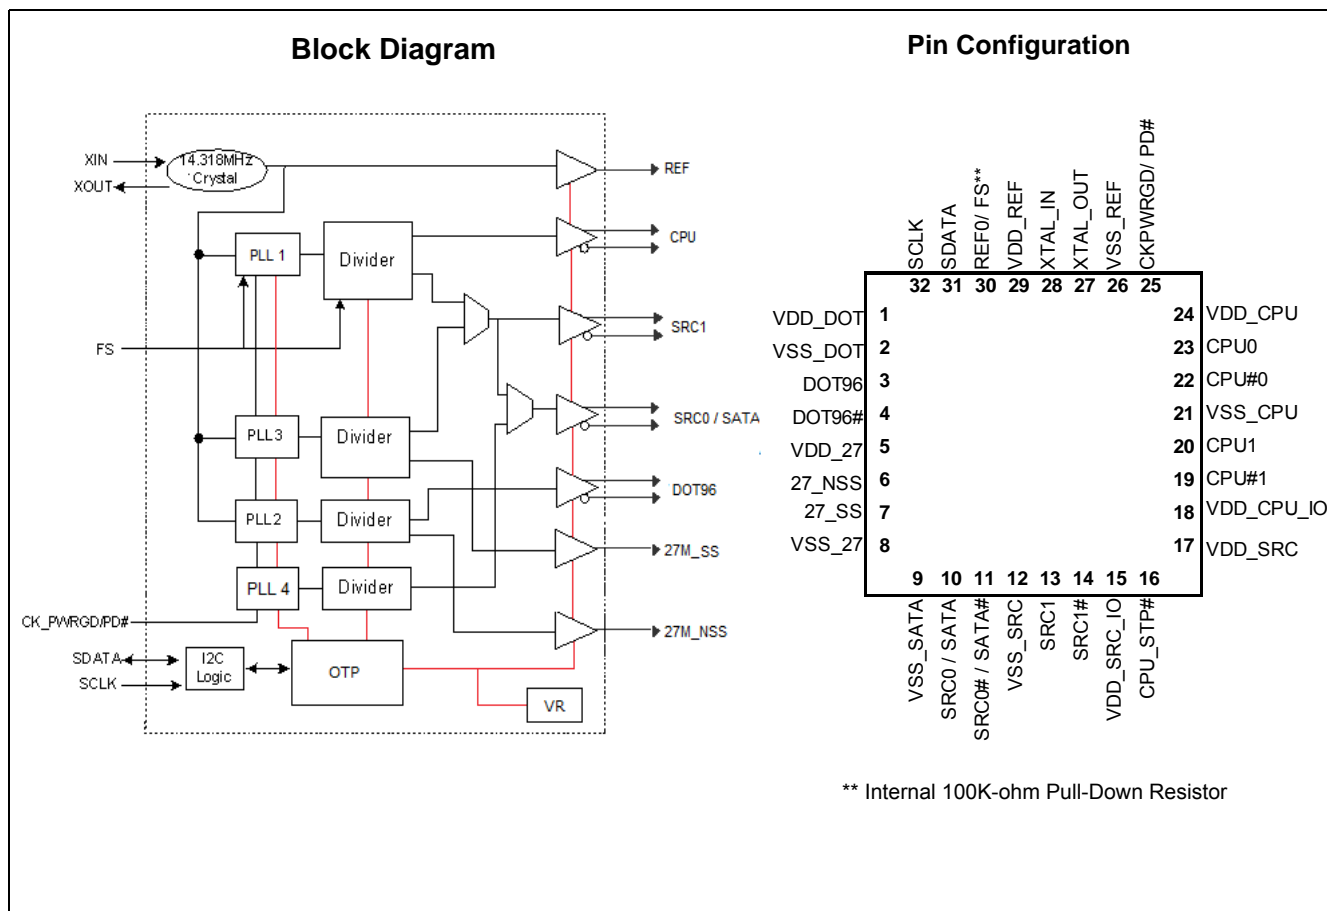 Block Diagram
XIN
XOUT
14.318MHz
Crystal
REF
CPU
PLL 1
Divider
SRC1
FS
SRC0 / SATA
PLL3
Divider
DOT96
PLL2
Divider
27M_SS
PLL 4
Divider
CK_PWRGD/PD#
27M_NSS
SDATA
SCLK
I2C
Logic
OTP
VR
Pin Configuration
SCLK
SDATA
REF0/ FS**
VDD_REF
XTAL_IN
XTAL_OUT
VSS_REF
CKPWRGD/ PD#
32 31 30 29 28 27 26 25
VDD_DOT 1
VSS_DOT 2
DOT96 3
DOT96# 4
VDD_27 5
27_NSS 6
27_SS 7
VSS_27 8
24 VDD_CPU
23 CPU0
22 CPU#0
21 VSS_CPU
20 CPU1
19 CPU#1
18 VDD_CPU_IO
17 VDD_SRC
9 10 11 12 13 14 15 16
VSS_SATA
SRC0 / SATA
SRC0# / SATA#
VSS_SRC
SRC1
SRC1#
VDD_SRC_IO
CPU_STP#
** Internal 100K-ohm Pull-Down Resistor